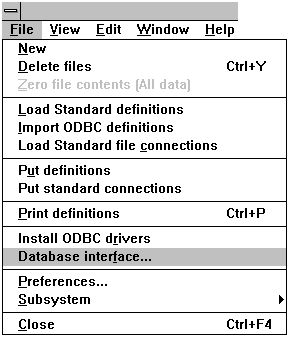 File View Edit Window Help
New
Delete files Ctrl+Y
Zero file contents (All data)
Load Standard definitions
Import ODBC definitions
Load Standard file connections
Put definitions
Put standard connections
Print definitions Ctrl+P
Install ODBC drivers
Database interface...
Preferences...
Subsystem
Close Ctrl+F4